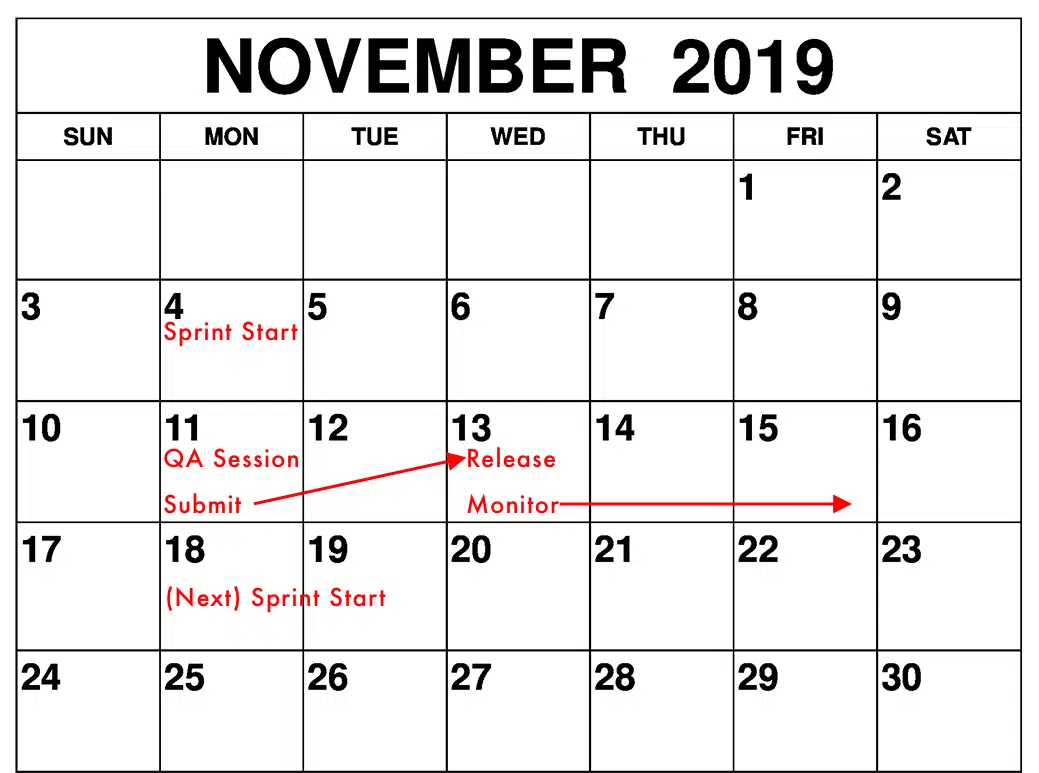 NOVEMBER 2019
SUN MON TUE WED THU FRI SAT
1 2
3 4 5 6 7 8 9
Sprint Start
10 11 12 13 14 15 16
QA Session Release
Submit Monitor
17 18 19 20 21 22 23
(Next) Sprint Start
24 25 26 27 28 29 30